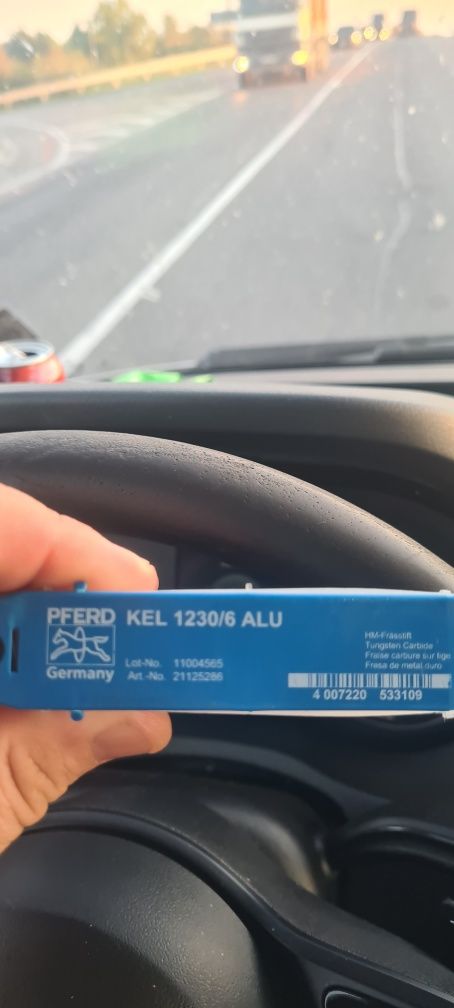 PFERD
Germany
KEL 1230/6 ALU
Lot-No. 11004565
Art.-No. 21125286
HM-Frässtift
Tungsten Carbide
Fraise carbure sur tige
Fresa de metal duro
4 007220 533109